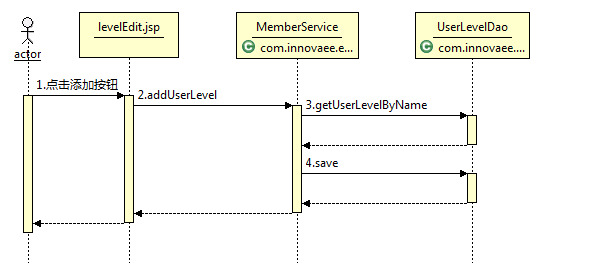 levelEdit.jsp
MemberService
com.innovaee.e...
UserLevelDao
com.innovaee....
actor
1.点击添加按钮
2.addUserLevel
3.getUserLevelByName
4.save